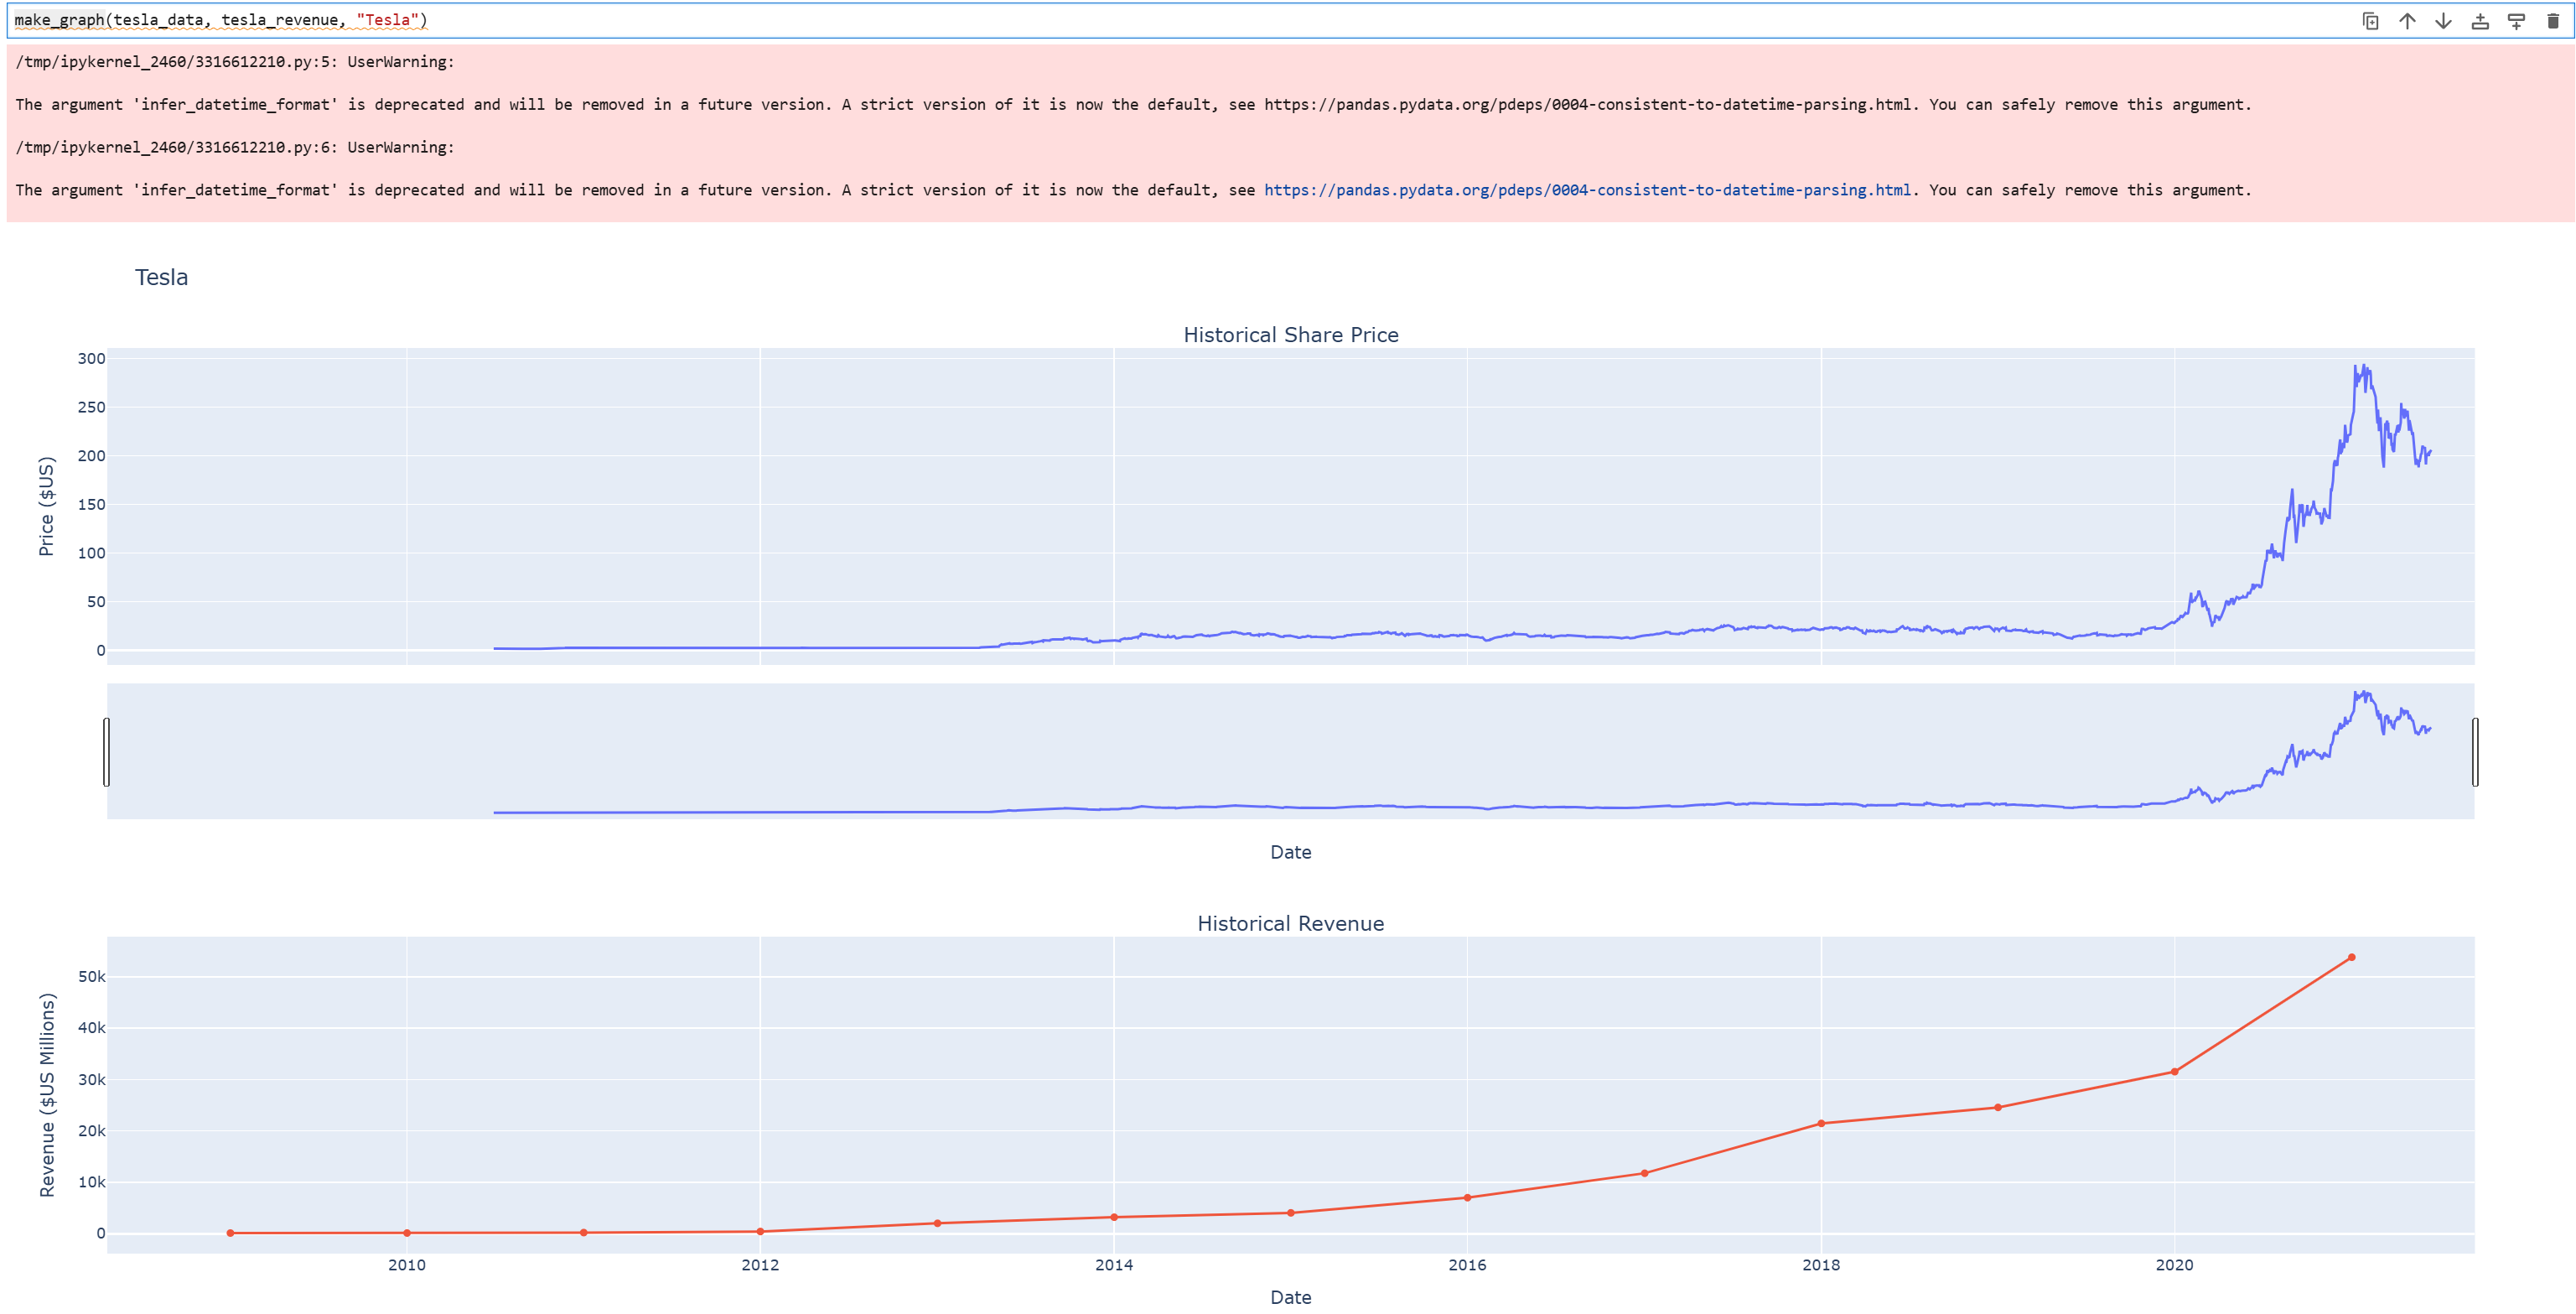 make_graph(tesla_data, tesla_revenue, "Tesla")
/tmp/ipykernel_2460/3316612210.py:5: UserWarning:
The argument 'infer_datetime_format' is deprecated and will be removed in a future version. A strict version of it is now the default, see https://pandas.pydata.org/pdeps/0004-consistent-to-datetime-parsing.html. You can safely remove this argument.
/tmp/ipykernel_2460/3316612210.py:6: UserWarning:
The argument 'infer_datetime_format' is deprecated and will be removed in a future version. A strict version of it is now the default, see https://pandas.pydata.org/pdeps/0004-consistent-to-datetime-parsing.html. You can safely remove this argument.
Tesla
Historical Share Price
Price ($US)
300
250
200
150
100
50
0
Date
Historical Revenue
Revenue ($US Millions)
50k
40k
30k
20k
10k
0
2010 2012 2014 2016 2018 2020
Date